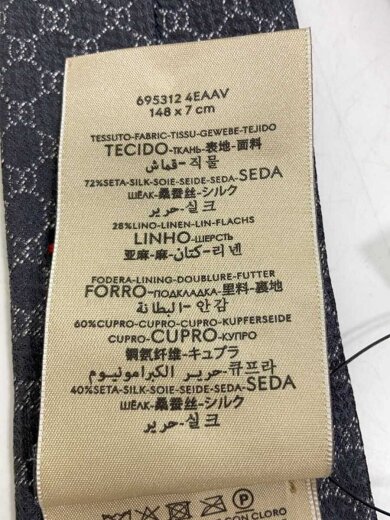 695312 4EAAV
148 x 7 cm
TESSUTO-FABRIC-TISSU-GEWEBE-TEJIDO
TECIDO-ТКАНЬ-表地-面料
قماش-직물
72%SETA-SILK-SOIE-SEIDE-SEDA-SEDA
ШЁЛК-桑蚕丝-シルク
حرير-실크
28%LINO-LINEN-LIN-FLACHS
LINHO-ШЕРСТЬ
亚麻-麻-كتان-리넨
FODERA-LINING-DOUBLURE-FUTTER
FORRO-ПОДКЛАДКА-里料-裏地
البطانة-안감
60%CUPRO-CUPRO-CUPRO-KUPFERSEIDE
CUPRO-CUPRO-КУПРО
铜氨纤维-キュプラ
حرير الكبرامونيوم-큐프라
40%SETA-SILK-SOIE-SEIDE-SEDA-SEDA
ШЁЛК-桑蚕丝-シルク
حرير-실크
P
CON CLORO